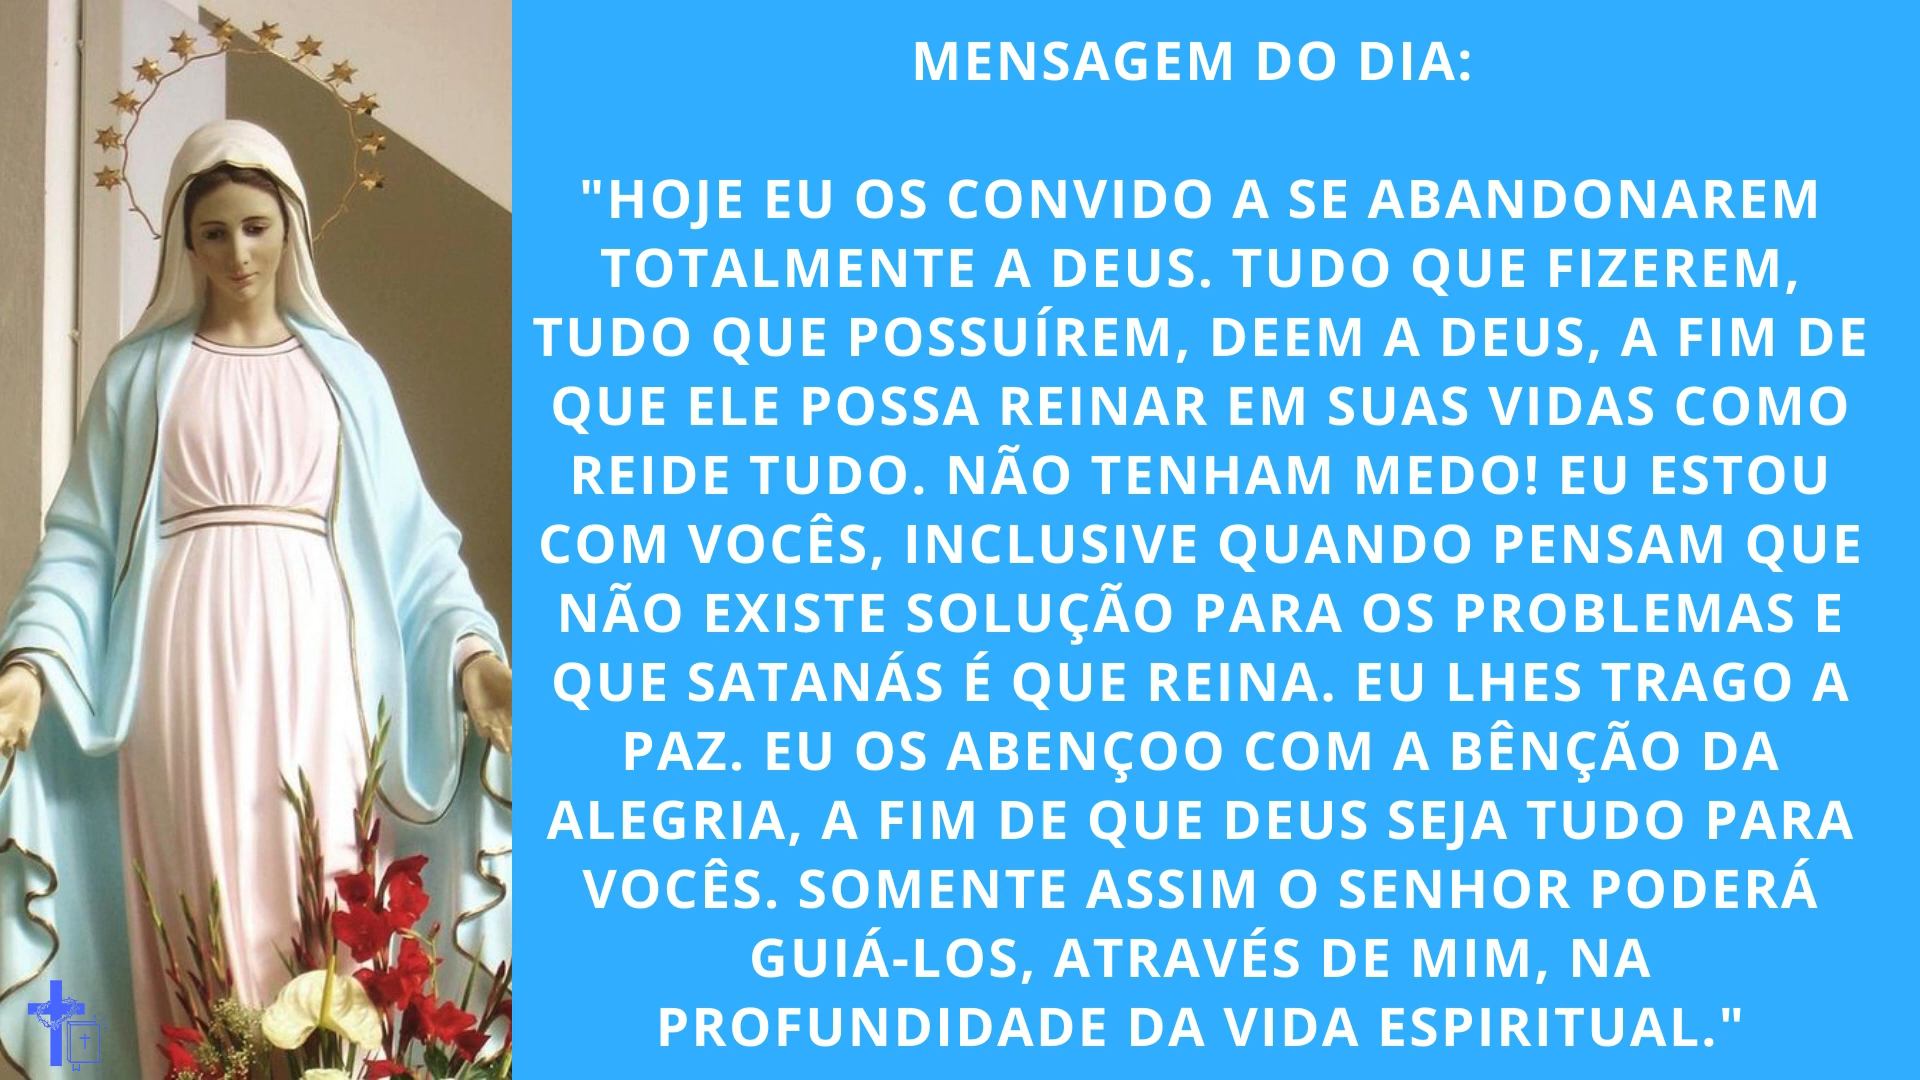 MENSAGEM DO DIA:
"HOJE EU OS CONVIDO A SE ABANDONAREM
TOTALMENTE A DEUS. TUDO QUE FIZEREM,
TUDO QUE POSSUÍREM, DEEM A DEUS, A FIM DE
QUE ELE POSSA REINAR EM SUAS VIDAS COMO
REIDE TUDO. NÃO TENHAM MEDO! EU ESTOU
COM VOCÊS, INCLUSIVE QUANDO PENSAM QUE
NÃO EXISTE SOLUÇÃO PARA OS PROBLEMAS E
QUE SATANÁS É QUE REINA. EU LHES TRAGO A
PAZ. EU OS ABENÇOO COM A BÊNÇÃO DA
ALEGRIA, A FIM DE QUE DEUS SEJA TUDO PARA
VOCÊS. SOMENTE ASSIM O SENHOR PODERÁ
GUIÁ-LOS, ATRAVÉS DE MIM, NA
PROFUNDIDADE DA VIDA ESPIRITUAL."